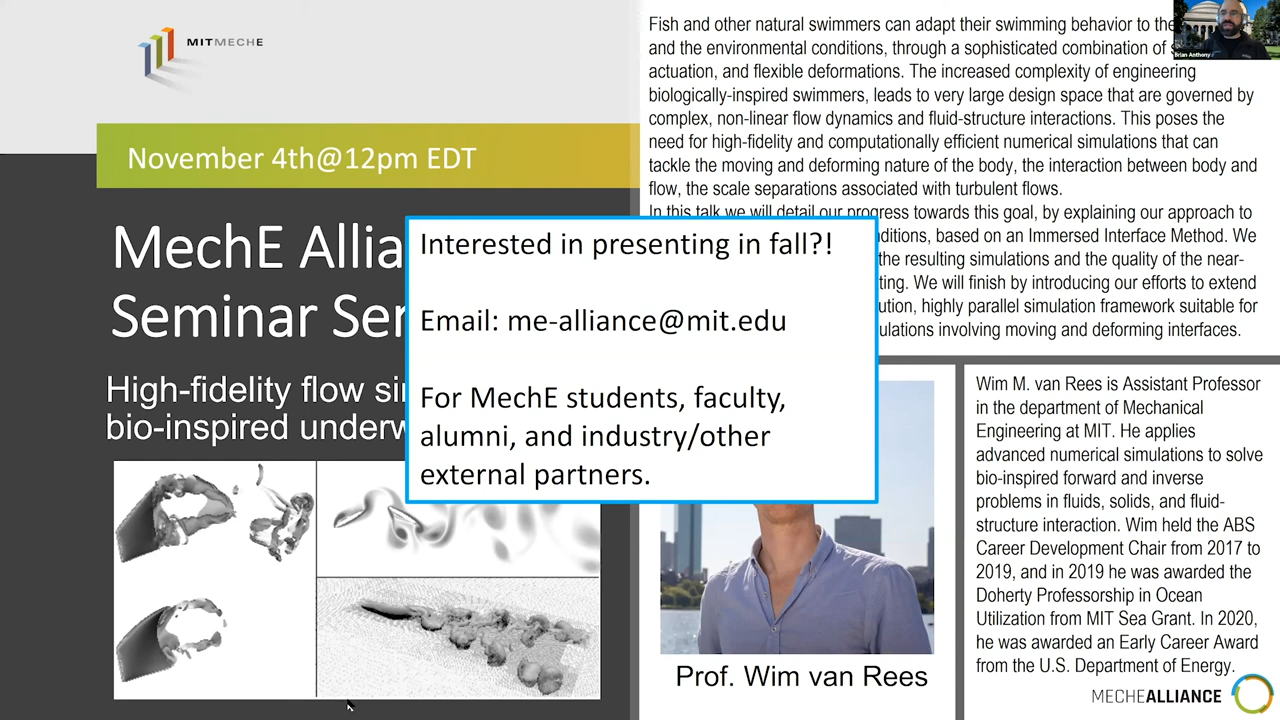 MITMECHE
November 4th@12pm EDT
MechE Allia
Seminar Ser
High-fidelity flow si
bio-inspired underw
Fish and other natural swimmers can adapt their swimming behavior to the
and the environmental conditions, through a sophisticated combination of
actuation, and flexible deformations. The increased complexity of engineering
biologically-inspired swimmers, leads to very large design space that are governed by
complex, non-linear flow dynamics and fluid-structure interactions. This poses the
need for high-fidelity and computationally efficient numerical simulations that can
tackle the moving and deforming nature of the body, the interaction between body and
flow, the scale separations associated with turbulent flows.
In this talk we will detail our progress towards this goal, by explaining our approach to
nditions, based on an Immersed Interface Method. We
the resulting simulations and the quality of the near-
ting. We will finish by introducing our efforts to extend
ution, highly parallel simulation framework suitable for
ulations involving moving and deforming interfaces.
Brian Anthony
Interested in presenting in fall?!
Email: me-alliance@mit.edu
For MechE students, faculty,
alumni, and industry/other
external partners.
Prof. Wim van Rees
Wim M. van Rees is Assistant Professor
in the department of Mechanical
Engineering at MIT. He applies
advanced numerical simulations to solve
bio-inspired forward and inverse
problems in fluids, solids, and fluid-
structure interaction. Wim held the ABS
Career Development Chair from 2017 to
2019, and in 2019 he was awarded the
Doherty Professorship in Ocean
Utilization from MIT Sea Grant. In 2020,
he was awarded an Early Career Award
from the U.S. Department of Energy.
MECHEALLIANCE